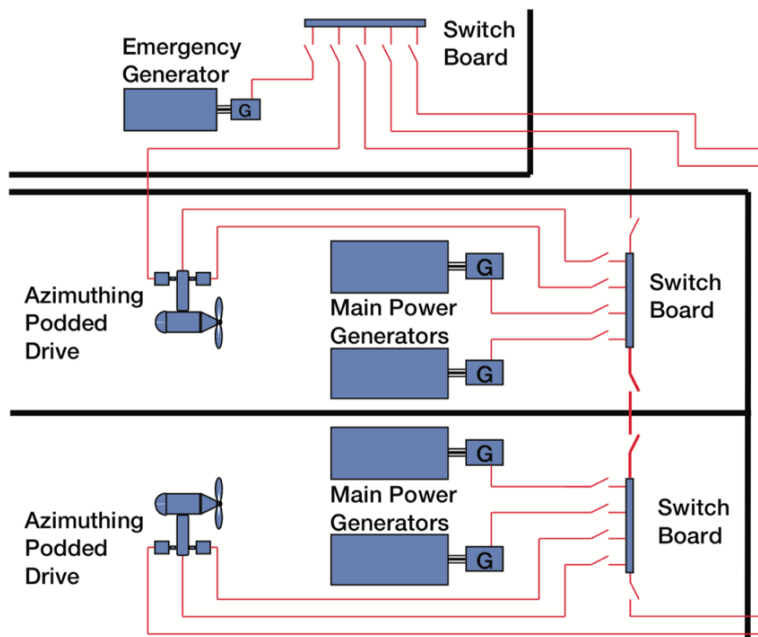 Emergency
Generator
G
Switch
Board
Azimuthing
Podded
Drive
G
Main Power
Generators
G
Switch
Board
G
Main Power
Generators
G
Azimuthing
Podded
Drive
Switch
Board